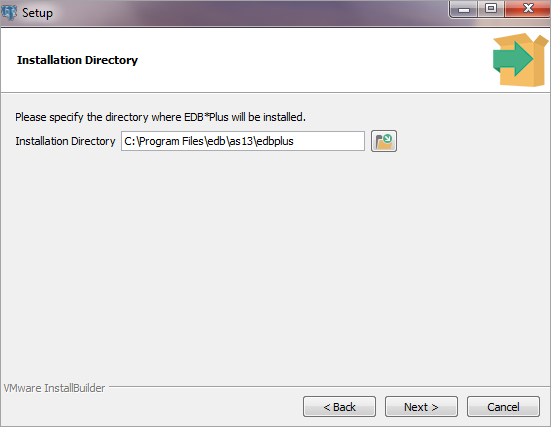 Setup
Installation Directory
Please specify the directory where EDB*Plus will be installed.
Installation Directory C:\Program Files\edb\as13\edbplus
VMware InstallBuilder
< Back Next > Cancel